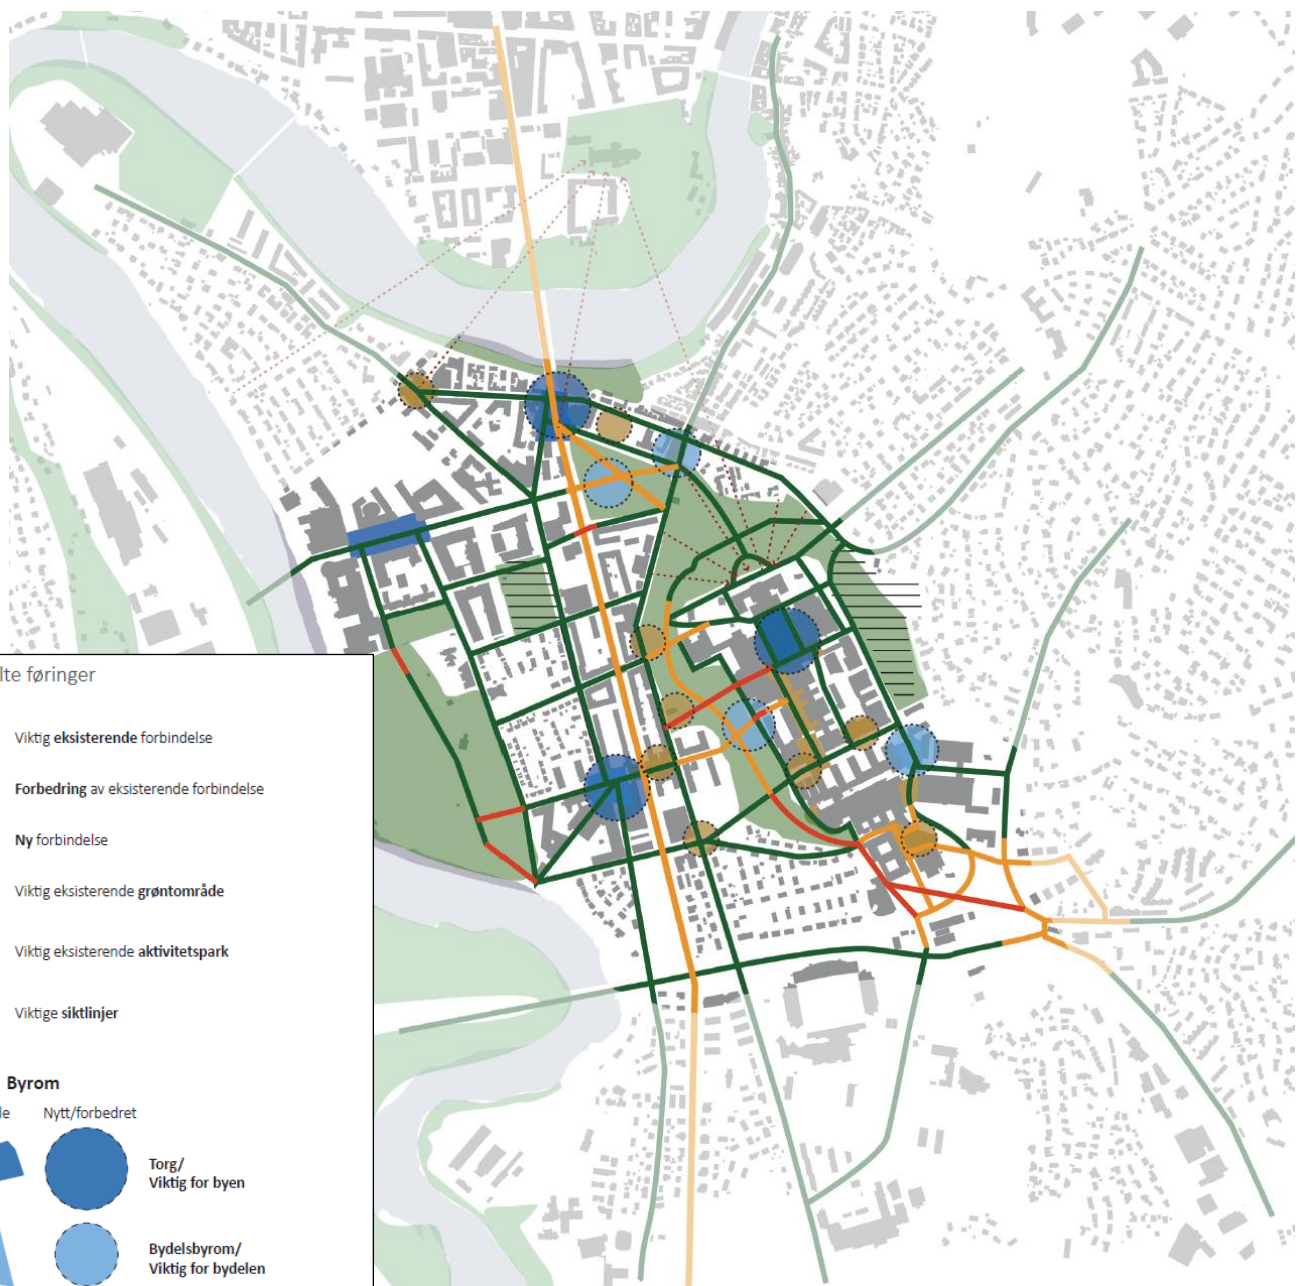 lte føringer
Viktig eksisterende forbindelse
Forbedring av eksisterende forbindelse
Ny forbindelse
Viktig eksisterende grøntområde
Viktig eksisterende aktivitetspark
Viktige siktlinjer
Byrom
le Nytt/forbedret
Torg/
Viktig for byen
Bydelsbyrom/
Viktig for bydelen